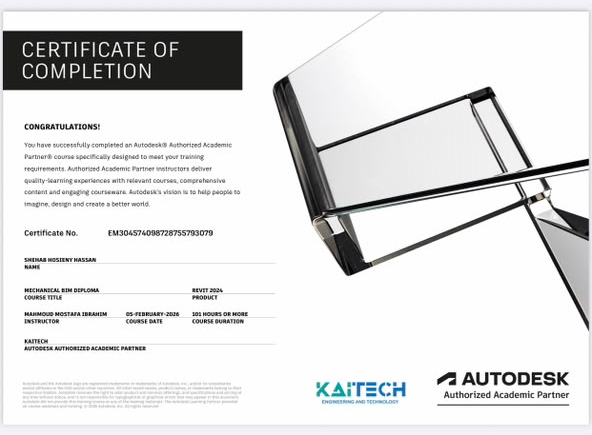 CERTIFICATE OF
COMPLETION
CONGRATULATIONS!
You have successfully completed an Autodesk® Authorized Academic
Partner® course specifically designed to meet your training
requirements. Authorized Academic Partner instructors deliver
quality-learning experiences with relevant courses, comprehensive
content and engaging courseware. Autodesk's vision is to help people to
imagine, design and create a better world.
Certificate No. EM304574098728755793079
SHEHAB HOSIENY HASSAN
NAME
MECHANICAL BIM DIPLOMA REVIT 2024
COURSE TITLE PRODUCT
MAHMOUD MOSTAFA IBRAHIM 05-FEBRUARY-2026 101 HOURS OR MORE
INSTRUCTOR COURSE DATE COURSE DURATION
KAITECH
AUTODESK AUTHORIZED ACADEMIC PARTNER
KAITECH
ENGINEERING AND TECHNOLOGY
AUTODESK
Authorized Academic Partner